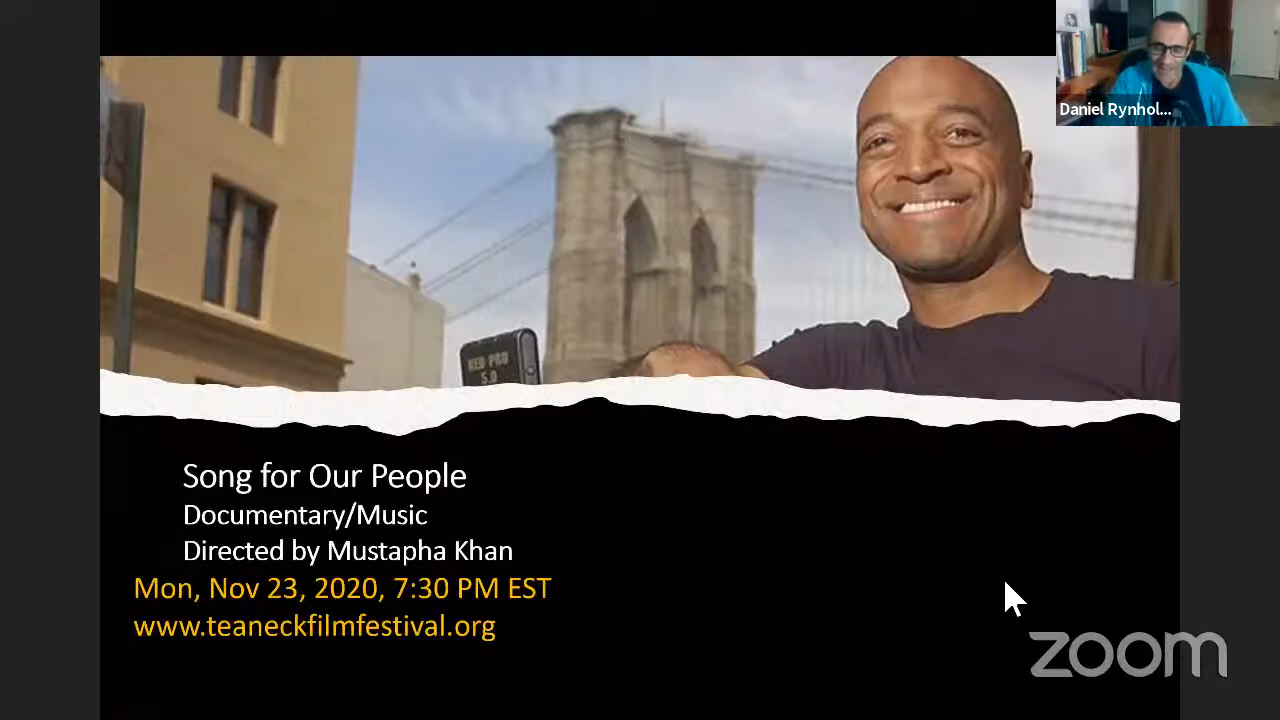 Daniel Rynhol...
RED PRO
5.0
Song for Our People
Documentary/Music
Directed by Mustapha Khan
Mon, Nov 23, 2020, 7:30 PM EST
www.teaneckfilmfestival.org
zoom